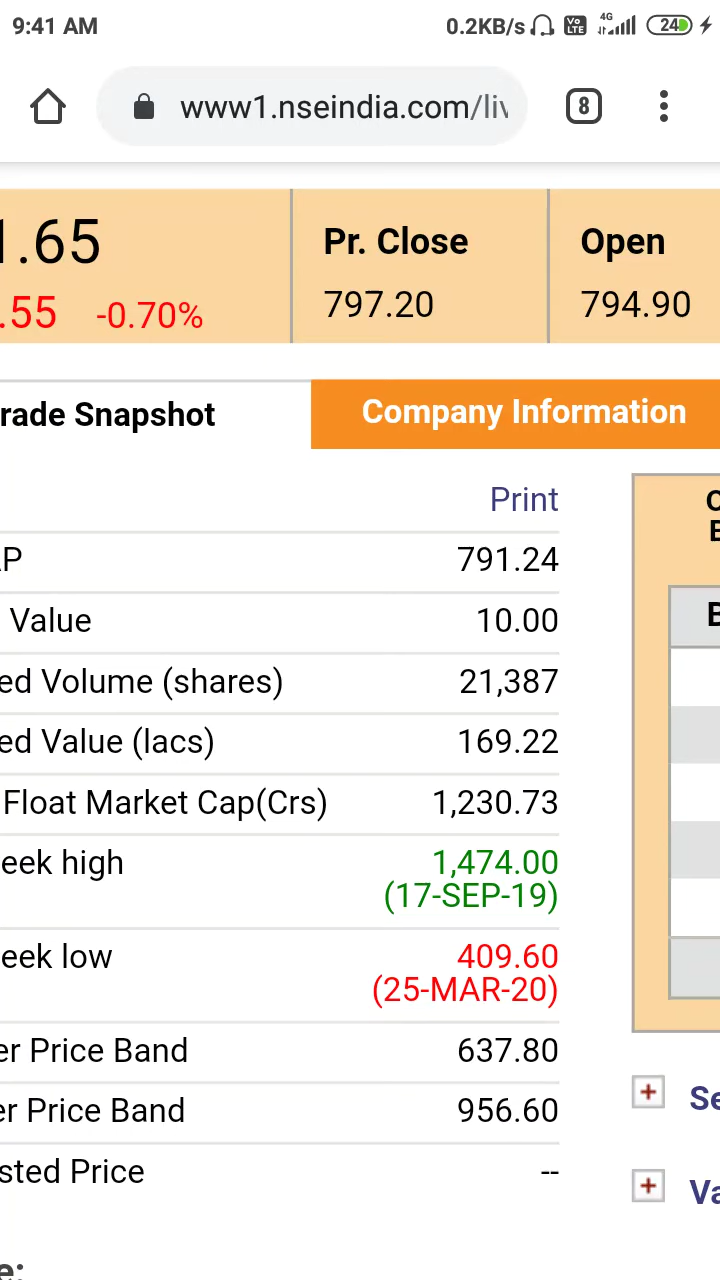 9:41 AM 0.2KB/s Vo LTE 4G 24
www1.nseindia.com/liv 8
.65 Pr. Close Open
.55 -0.70% 797.20 794.90
rade Snapshot Company Information
Print
P 791.24
Value 10.00
ed Volume (shares) 21,387
ed Value (lacs) 169.22
Float Market Cap(Crs) 1,230.73
eek high 1,474.00
(17-SEP-19)
eek low 409.60
(25-MAR-20)
er Price Band 637.80
er Price Band 956.60
sted Price --
Se
Va
e: